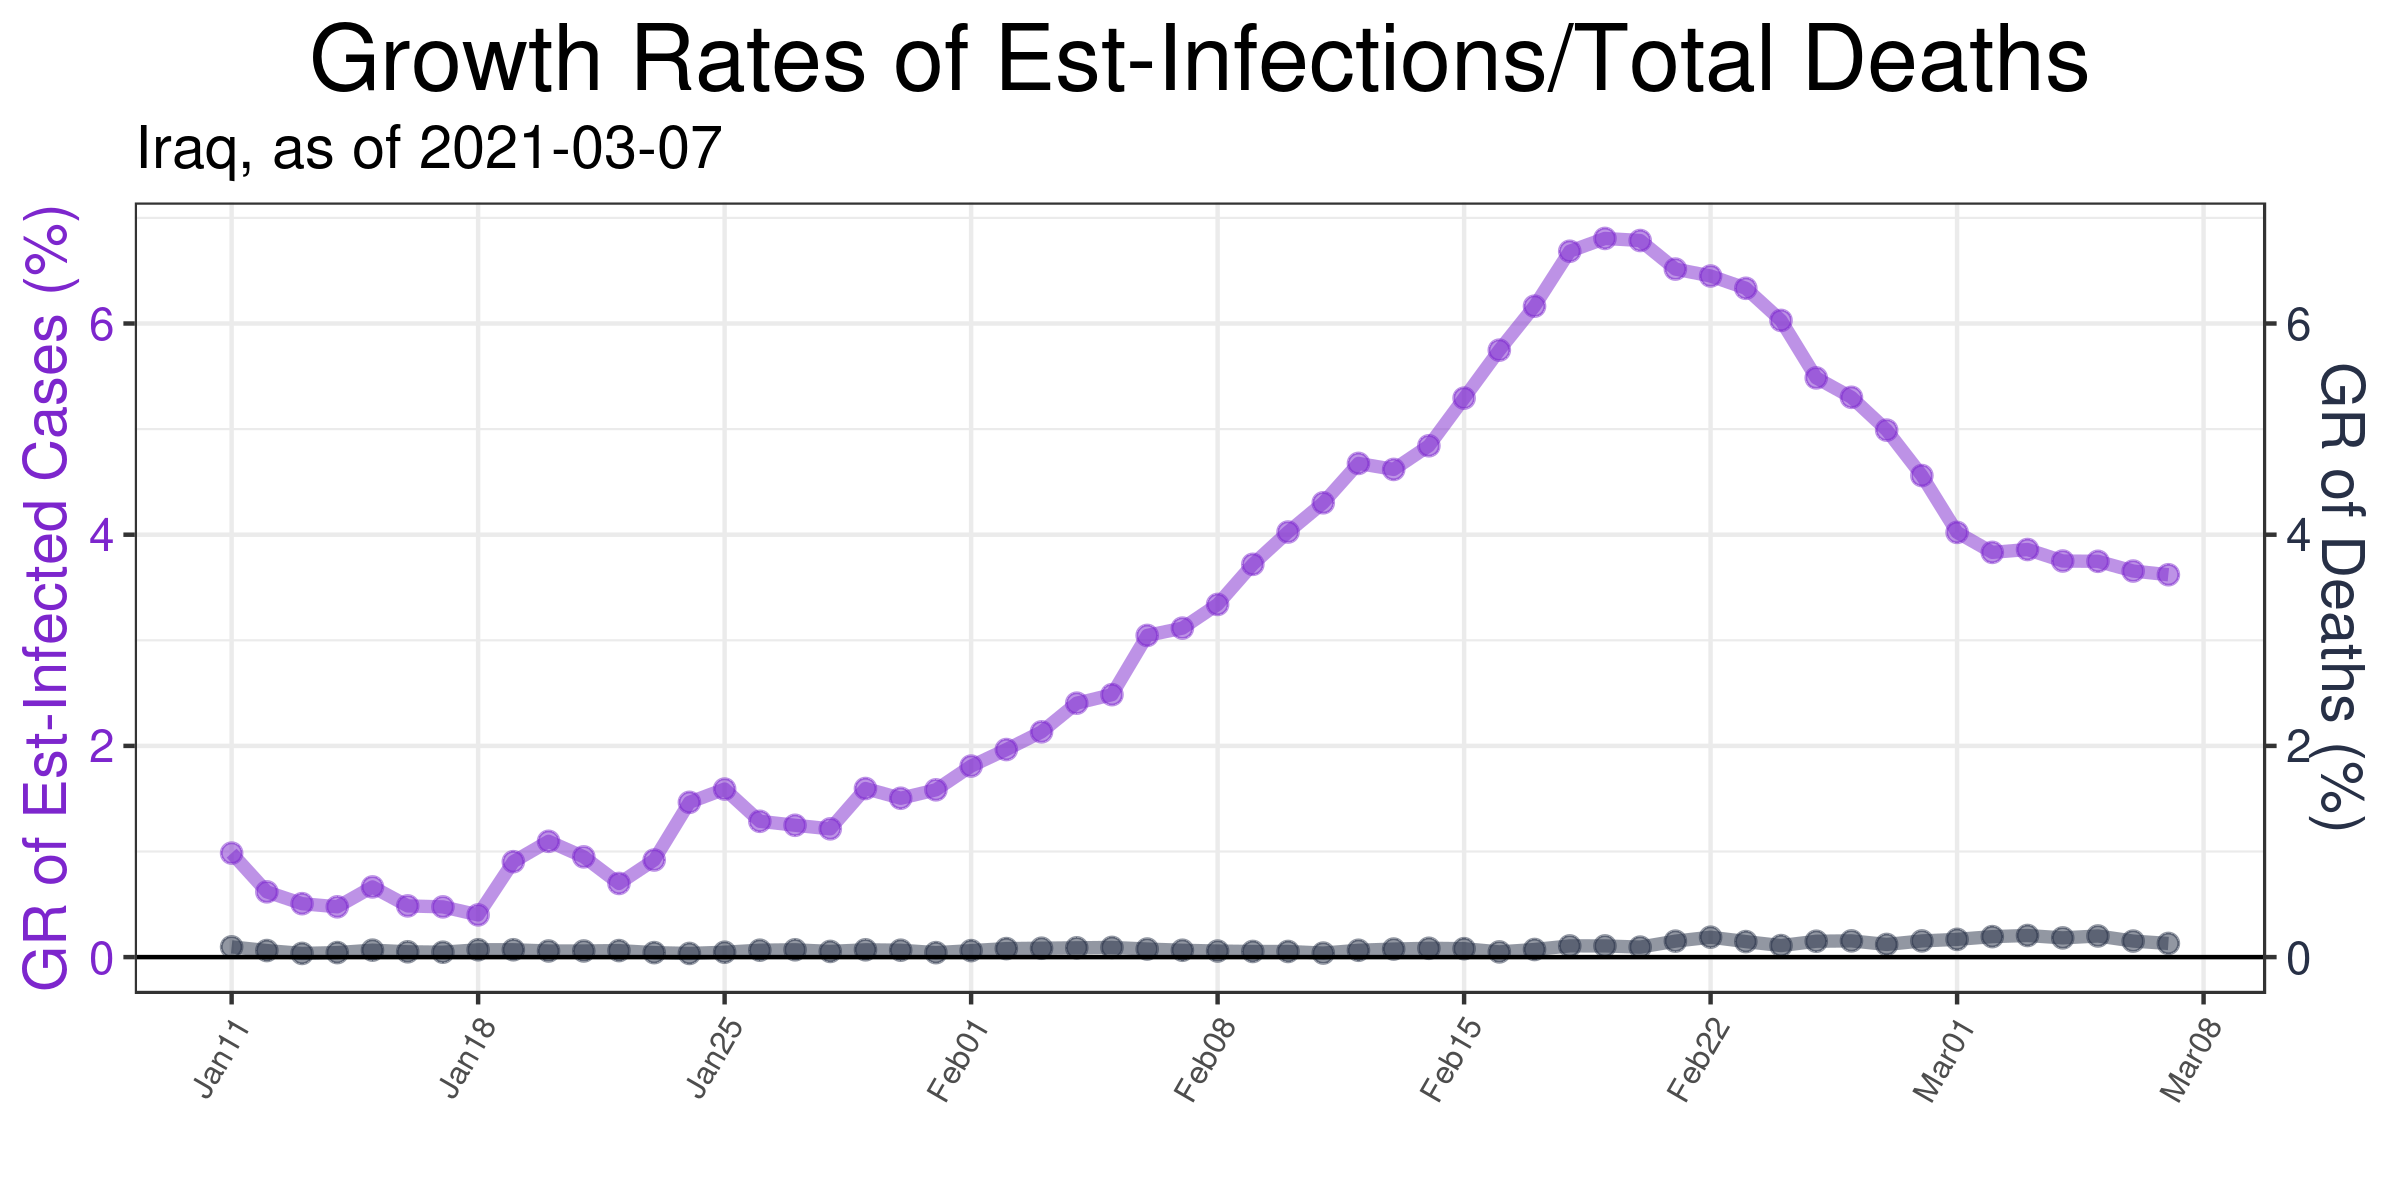 Growth Rates of Est-Infections/Total Deaths
Iraq, as of 2021-03-07
GR of Est-Infected Cases (%)
6
4
2
0
6
4
2
0
GR of Deaths (%)
Jan11
Jan18
Jan25
Feb01
Feb08
Feb15
Feb22
Mar01
Mar08